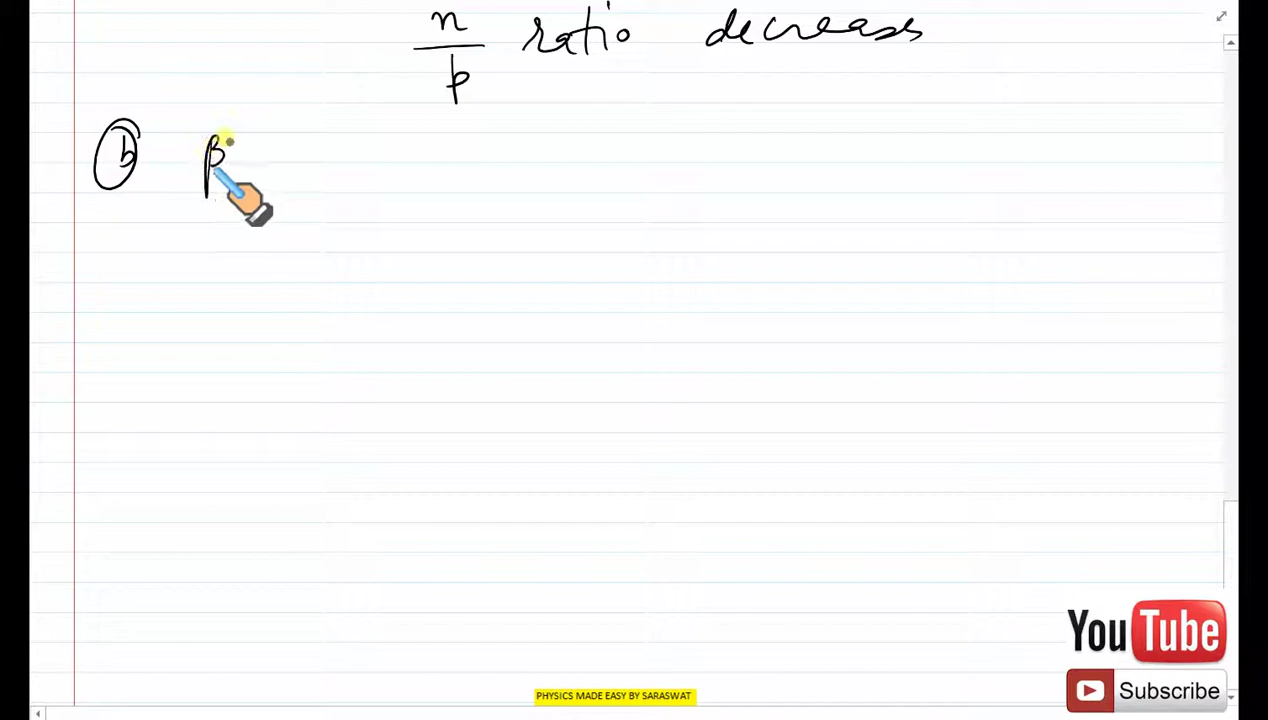 n/p ratio decreases
b β
YouTube
Subscribe
PHYSICS MADE EASY BY SARASWAT